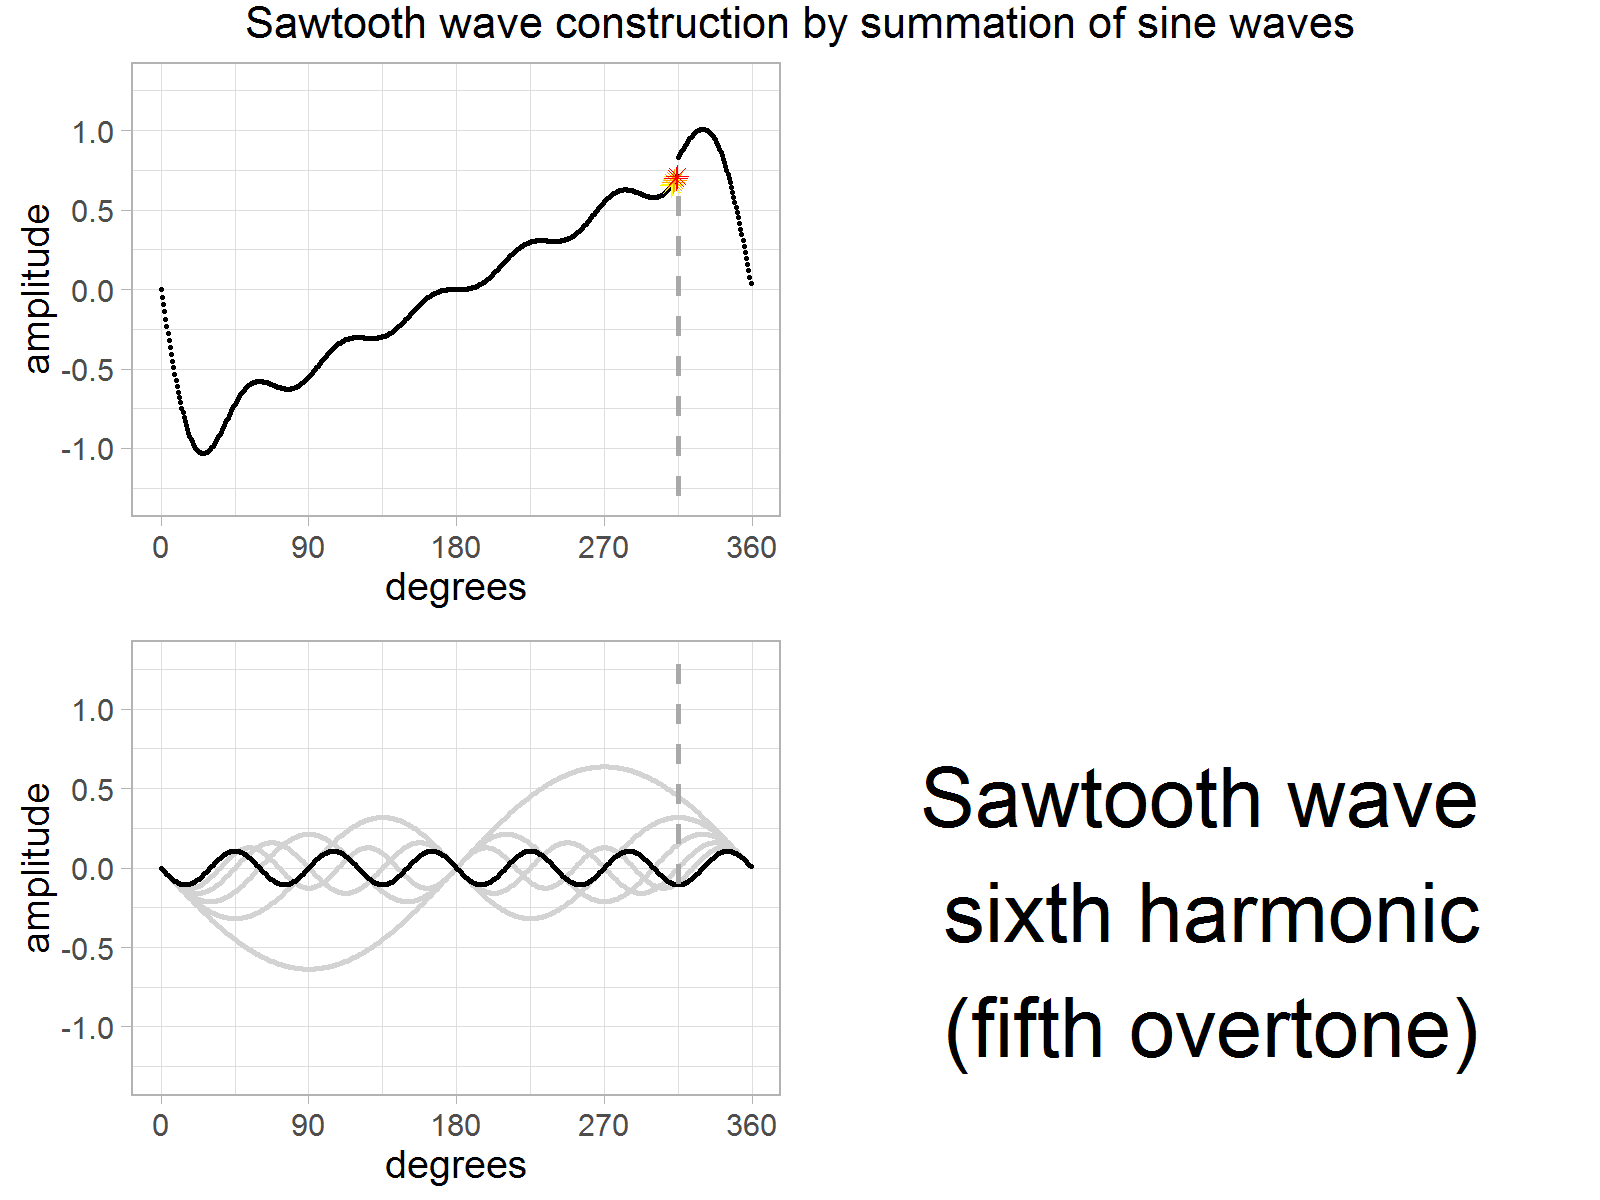 Sawtooth wave construction by summation of sine waves
amplitude
1.0
0.5
0.0
-0.5
-1.0
0 90 180 270 360
degrees
amplitude
1.0
0.5
0.0
-0.5
-1.0
0 90 180 270 360
degrees
Sawtooth wave
sixth harmonic
(fifth overtone)